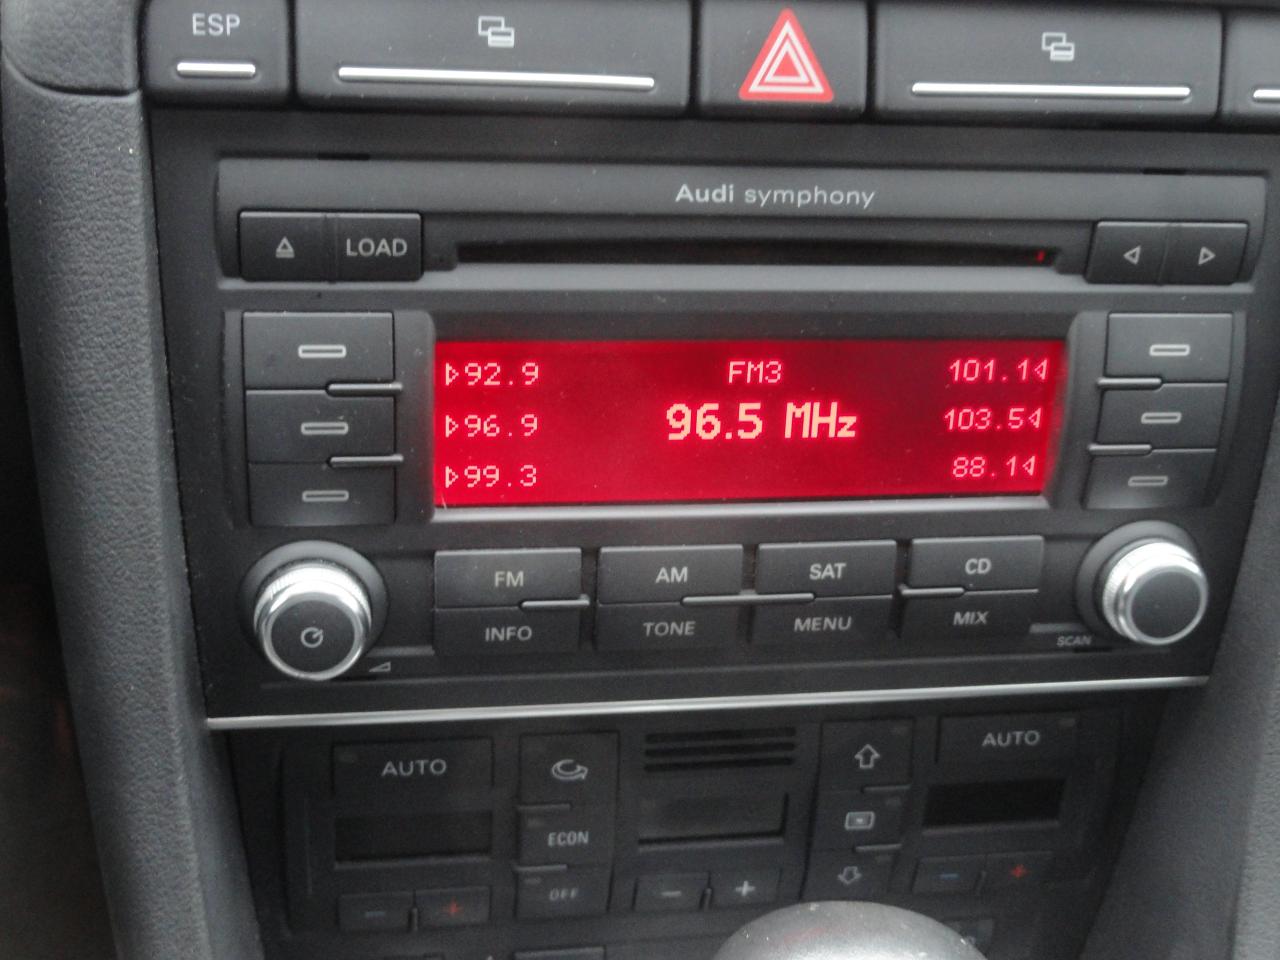 ESP
Audi symphony
LOAD
92.9 FM3 101.1
96.9 96.5 MHz 103.5
99.3 88.1
FM AM SAT CD
INFO TONE MENU MIX
SCAN
AUTO AUTO
ECON
OFF